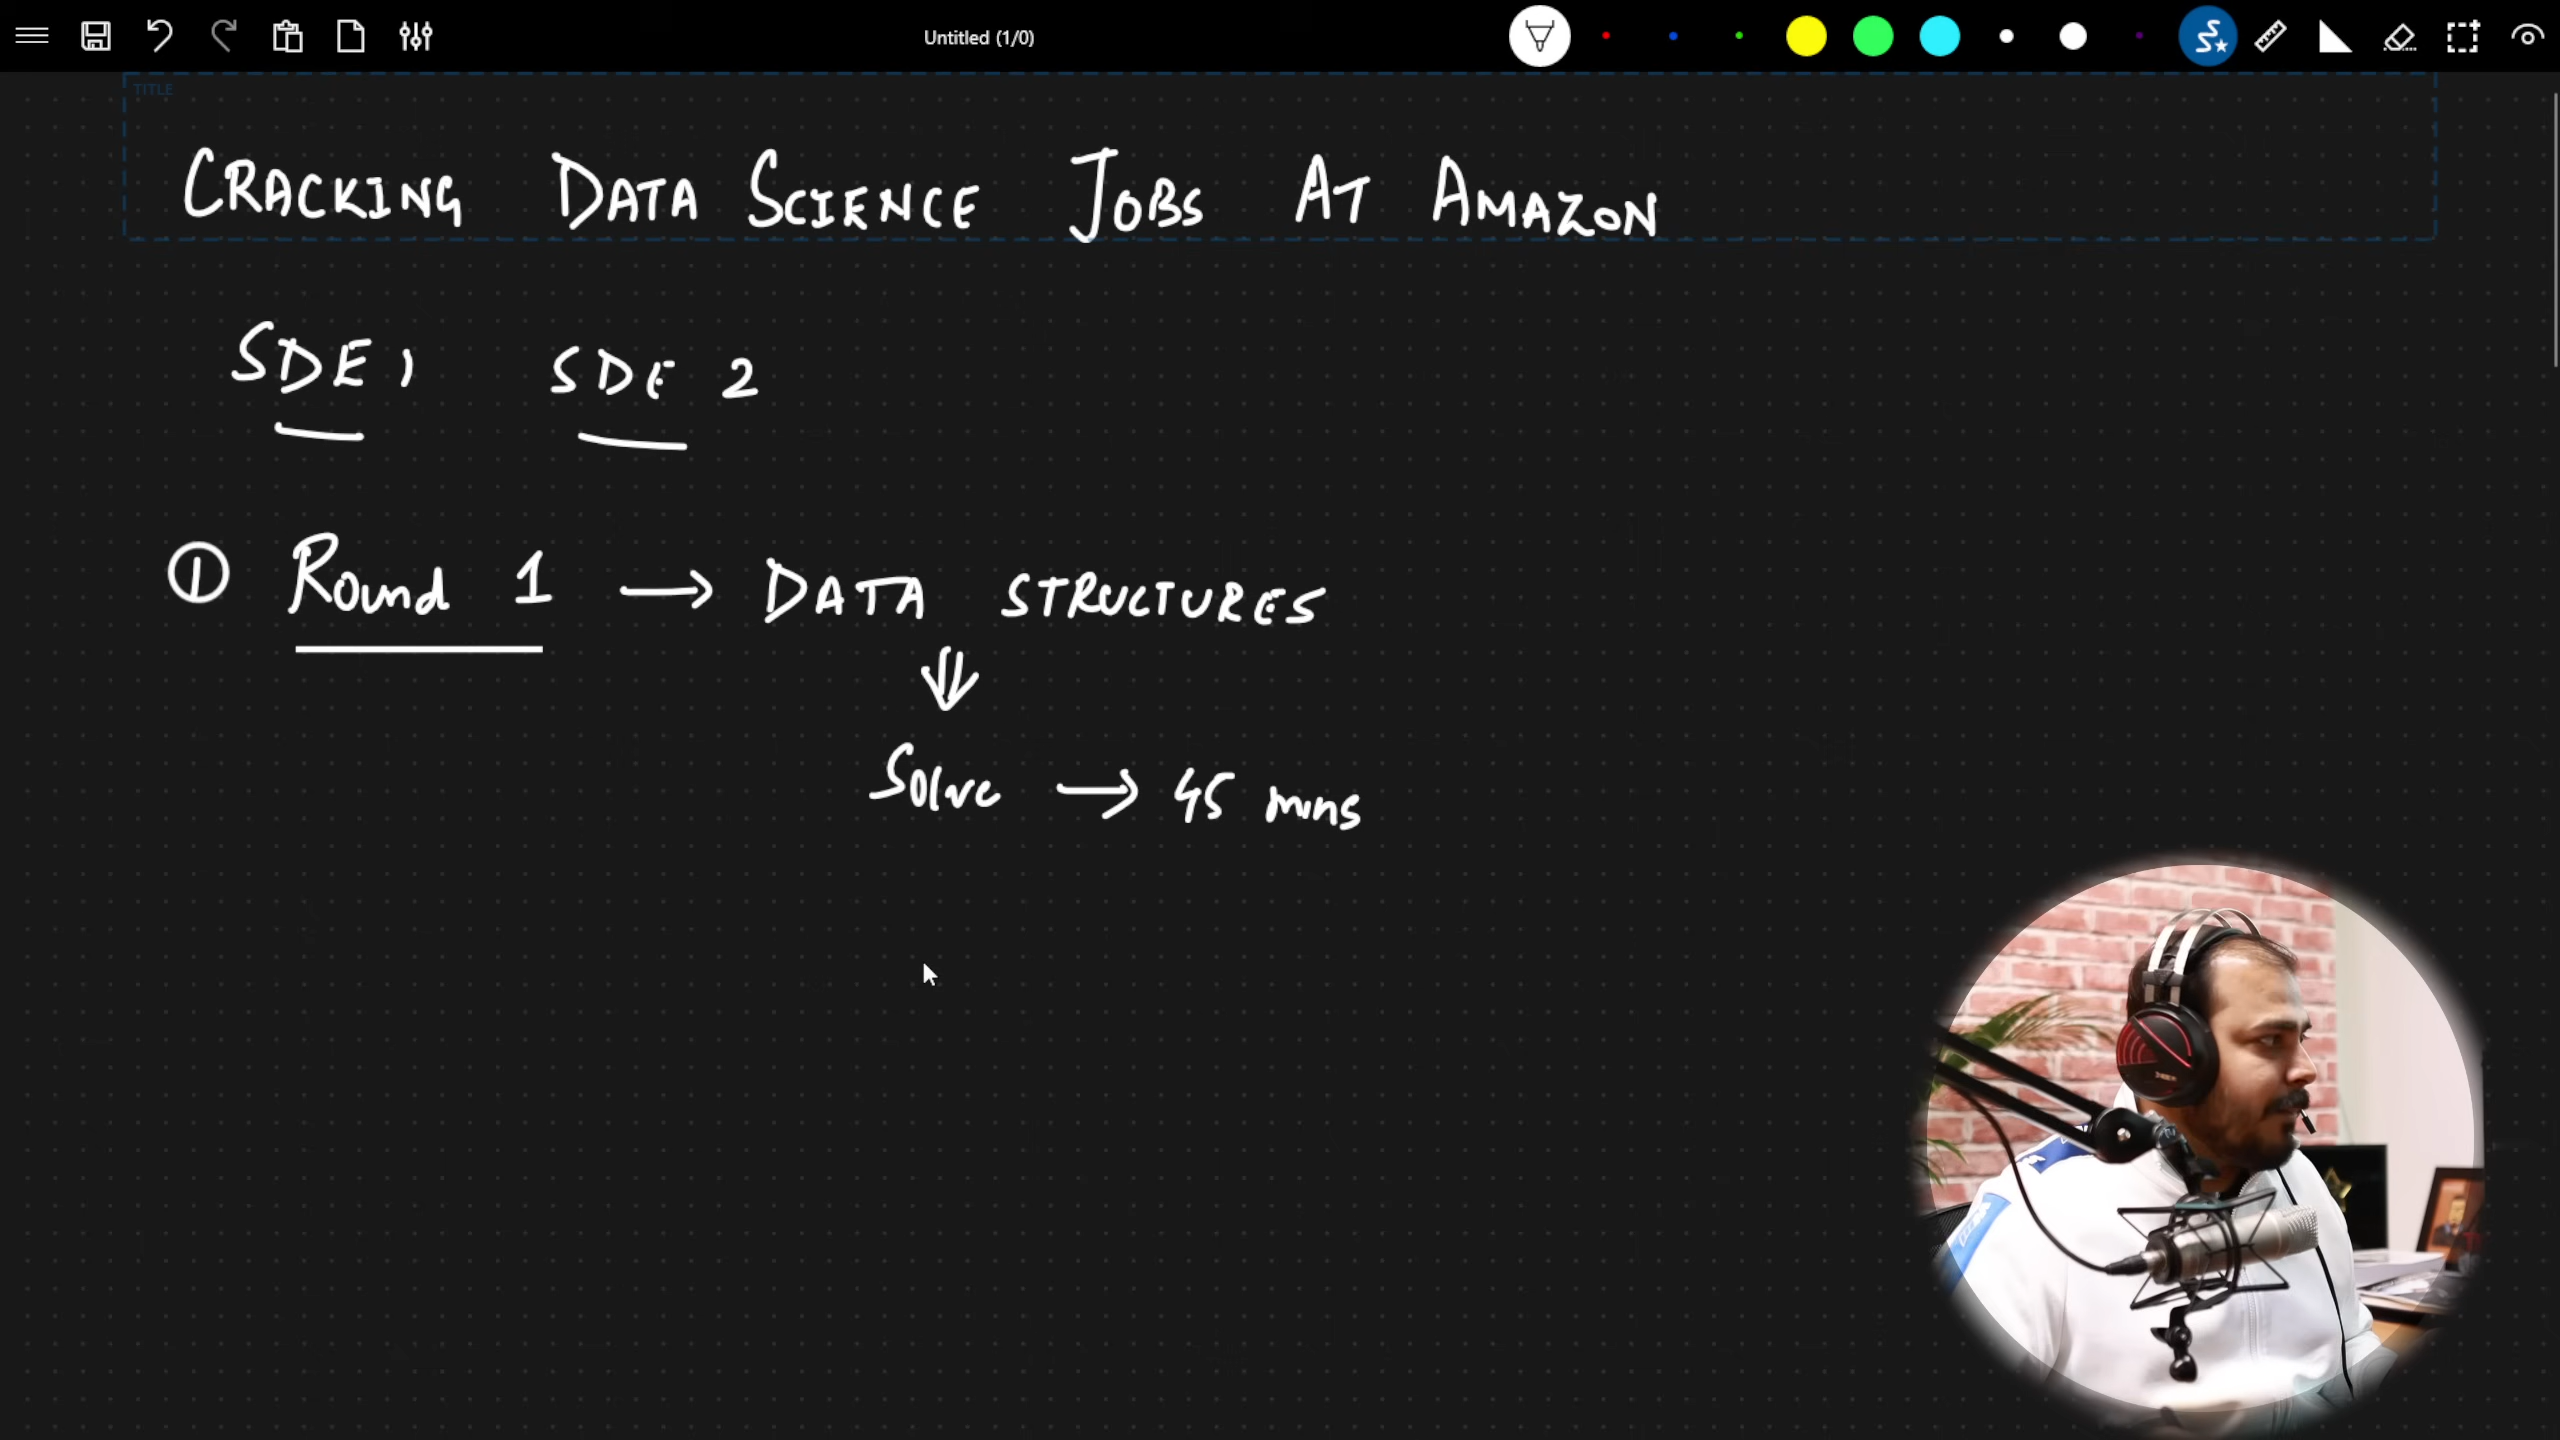 Untitled (1/0)
TITLE
CRACKING DATA SCIENCE JOBS AT AMAZON
SDE 1 SDE 2
① Round 1 → DATA STRUCTURES
⇓
Solve → 45 mins